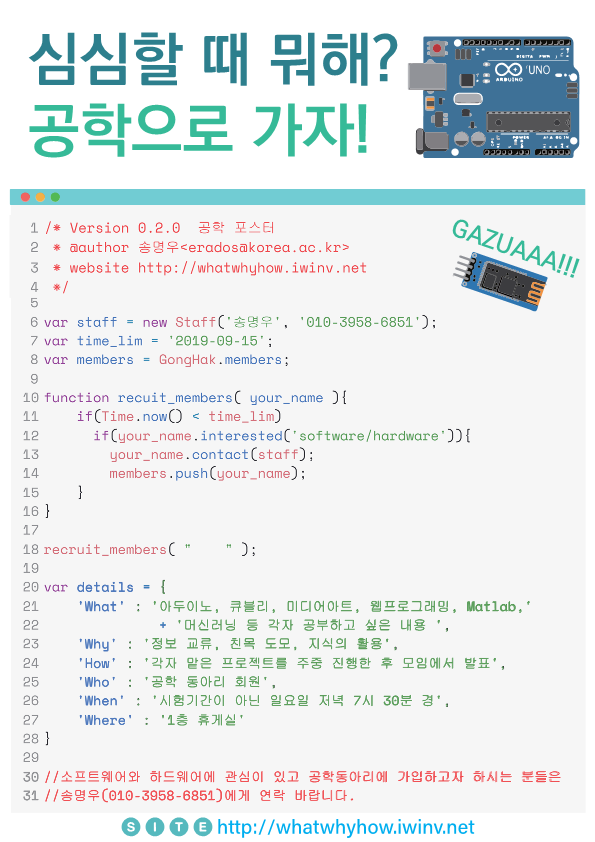 심심할 때 뭐해?
공학으로 가자!
UNO
ARDUINO
GAZUAAA!!!
1 /* Version 0.2.0  공학 포스터
2  * @author 송명우<erados@korea.ac.kr>
3  * website http://whatwhyhow.iwinv.net
4  */
5
6 var staff = new Staff('송명우', '010-3958-6851');
7 var time_lim = '2019-09-15';
8 var members = GongHak.members;
9
10 function recuit_members( your_name ){
11     if(Time.now() < time_lim)
12       if(your_name.interested('software/hardware')){
13         your_name.contact(staff);
14         members.push(your_name);
15     }
16 }
17
18 recruit_members( "    " );
19
20 var details = {
21     'What' : '아두이노, 큐블리, 미디어아트, 웹프로그래밍, Matlab,'
22               + '머신러닝 등 각자 공부하고 싶은 내용 ',
23     'Why' : '정보 교류, 친목 도모, 지식의 활용',
24     'How' : '각자 맡은 프로젝트를 주중 진행한 후 모임에서 발표',
25     'Who' : '공학 동아리 회원',
26     'When' : '시험기간이 아닌 일요일 저녁 7시 30분 경',
27     'Where' : '1층 휴게실'
28 }
29
30 //소프트웨어와 하드웨어에 관심이 있고 공학동아리에 가입하고자 하시는 분들은
31 //송명우(010-3958-6851)에게 연락 바랍니다.
SITE http://whatwhyhow.iwinv.net